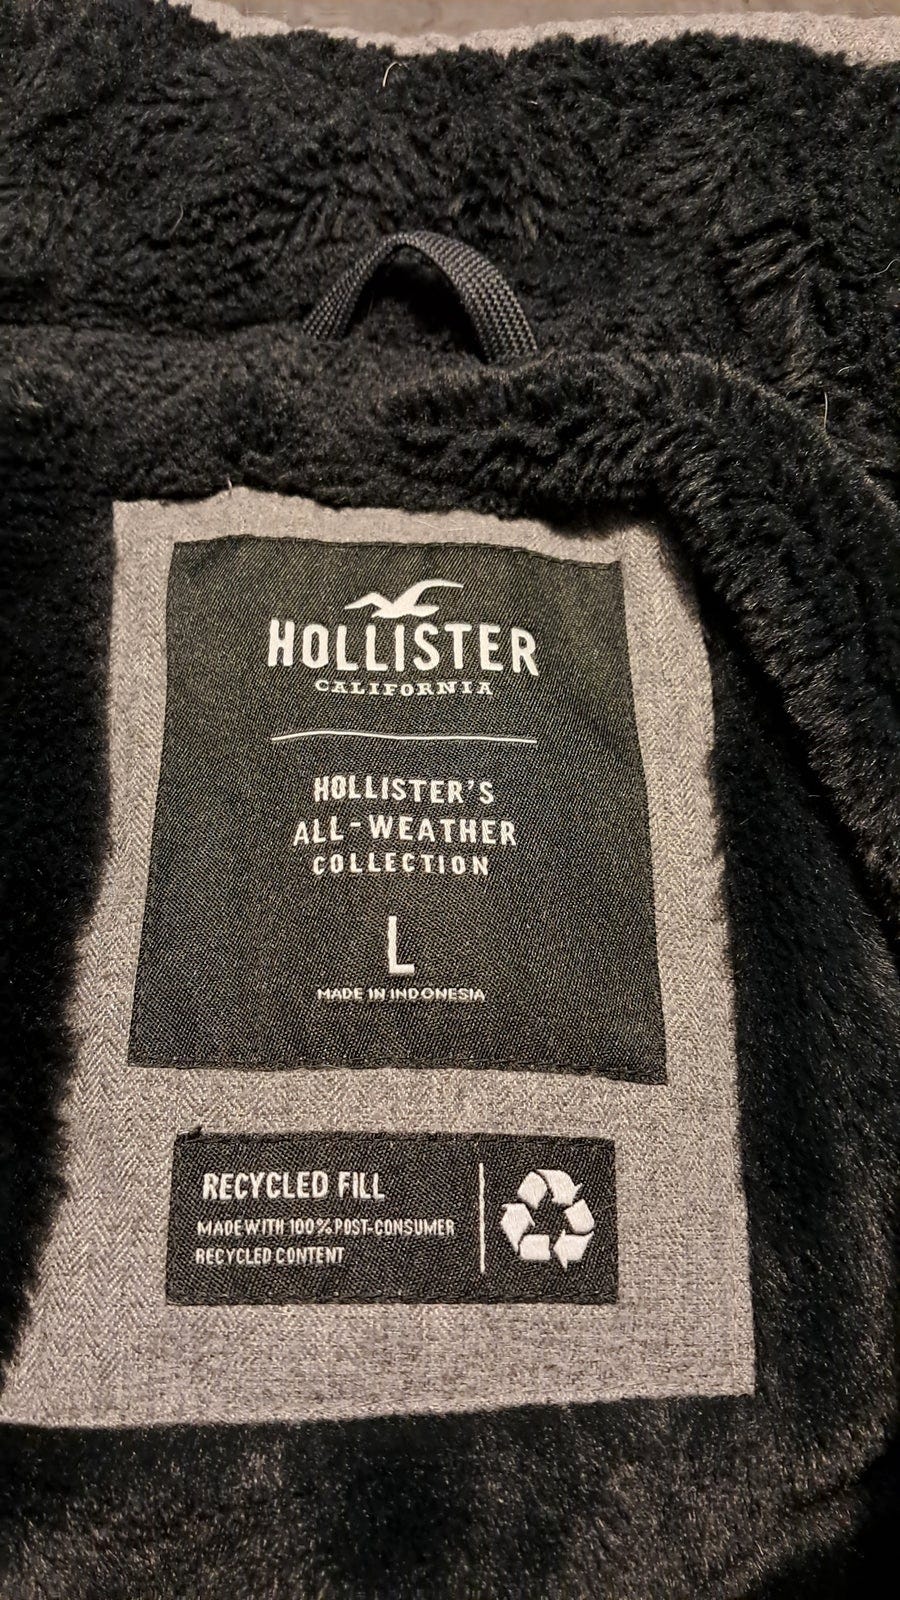 HOLLISTER
CALIFORNIA
HOLLISTER'S
ALL-WEATHER
COLLECTION
L
MADE IN INDONESIA
RECYCLED FILL
MADE WITH 100% POST-CONSUMER
RECYCLED CONTENT